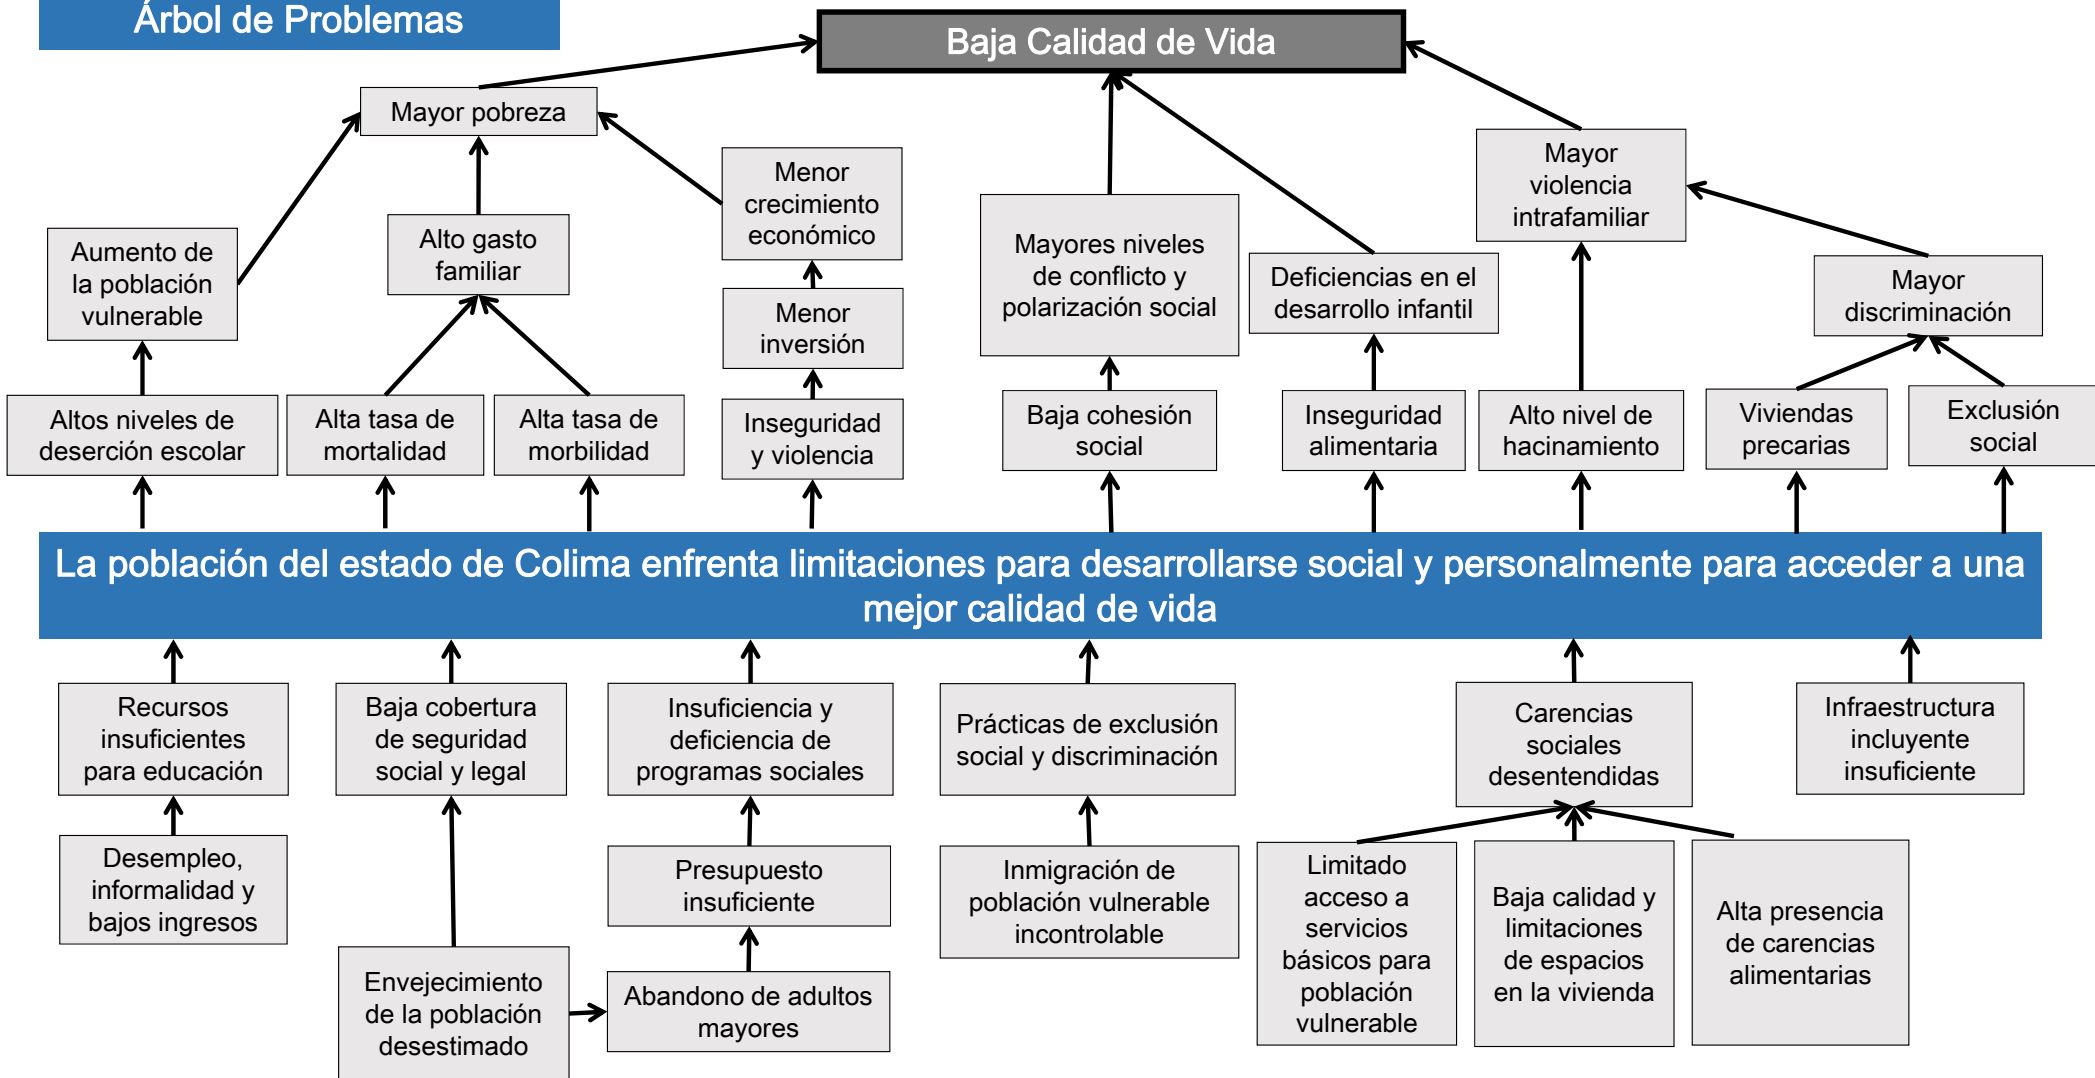 Árbol de Problemas
Baja Calidad de Vida
Mayor pobreza
Menor
crecimiento
económico
Mayor
violencia
intrafamiliar
Aumento de
la población
vulnerable
Alto gasto
familiar
Menor
inversión
Mayores niveles
de conflicto y
polarización social
Deficiencias en el
desarrollo infantil
Mayor
discriminación
Altos niveles de
deserción escolar
Alta tasa de
mortalidad
Alta tasa de
morbilidad
Inseguridad
y violencia
Baja cohesión
social
Inseguridad
alimentaria
Alto nivel de
hacinamiento
Viviendas
precarias
Exclusión
social
La población del estado de Colima enfrenta limitaciones para desarrollarse social y personalmente para acceder a una
mejor calidad de vida
Recursos
insuficientes
para educación
Baja cobertura
de seguridad
social y legal
Insuficiencia y
deficiencia de
programas sociales
Prácticas de exclusión
social y discriminación
Carencias
sociales
desentendidas
Infraestructura
incluyente
insuficiente
Desempleo,
informalidad y
bajos ingresos
Presupuesto
insuficiente
Inmigración de
población vulnerable
incontrolable
Limitado
acceso a
servicios
básicos para
población
vulnerable
Baja calidad y
limitaciones
de espacios
en la vivienda
Alta presencia
de carencias
alimentarias
Envejecimiento
de la población
desestimado
Abandono de adultos
mayores